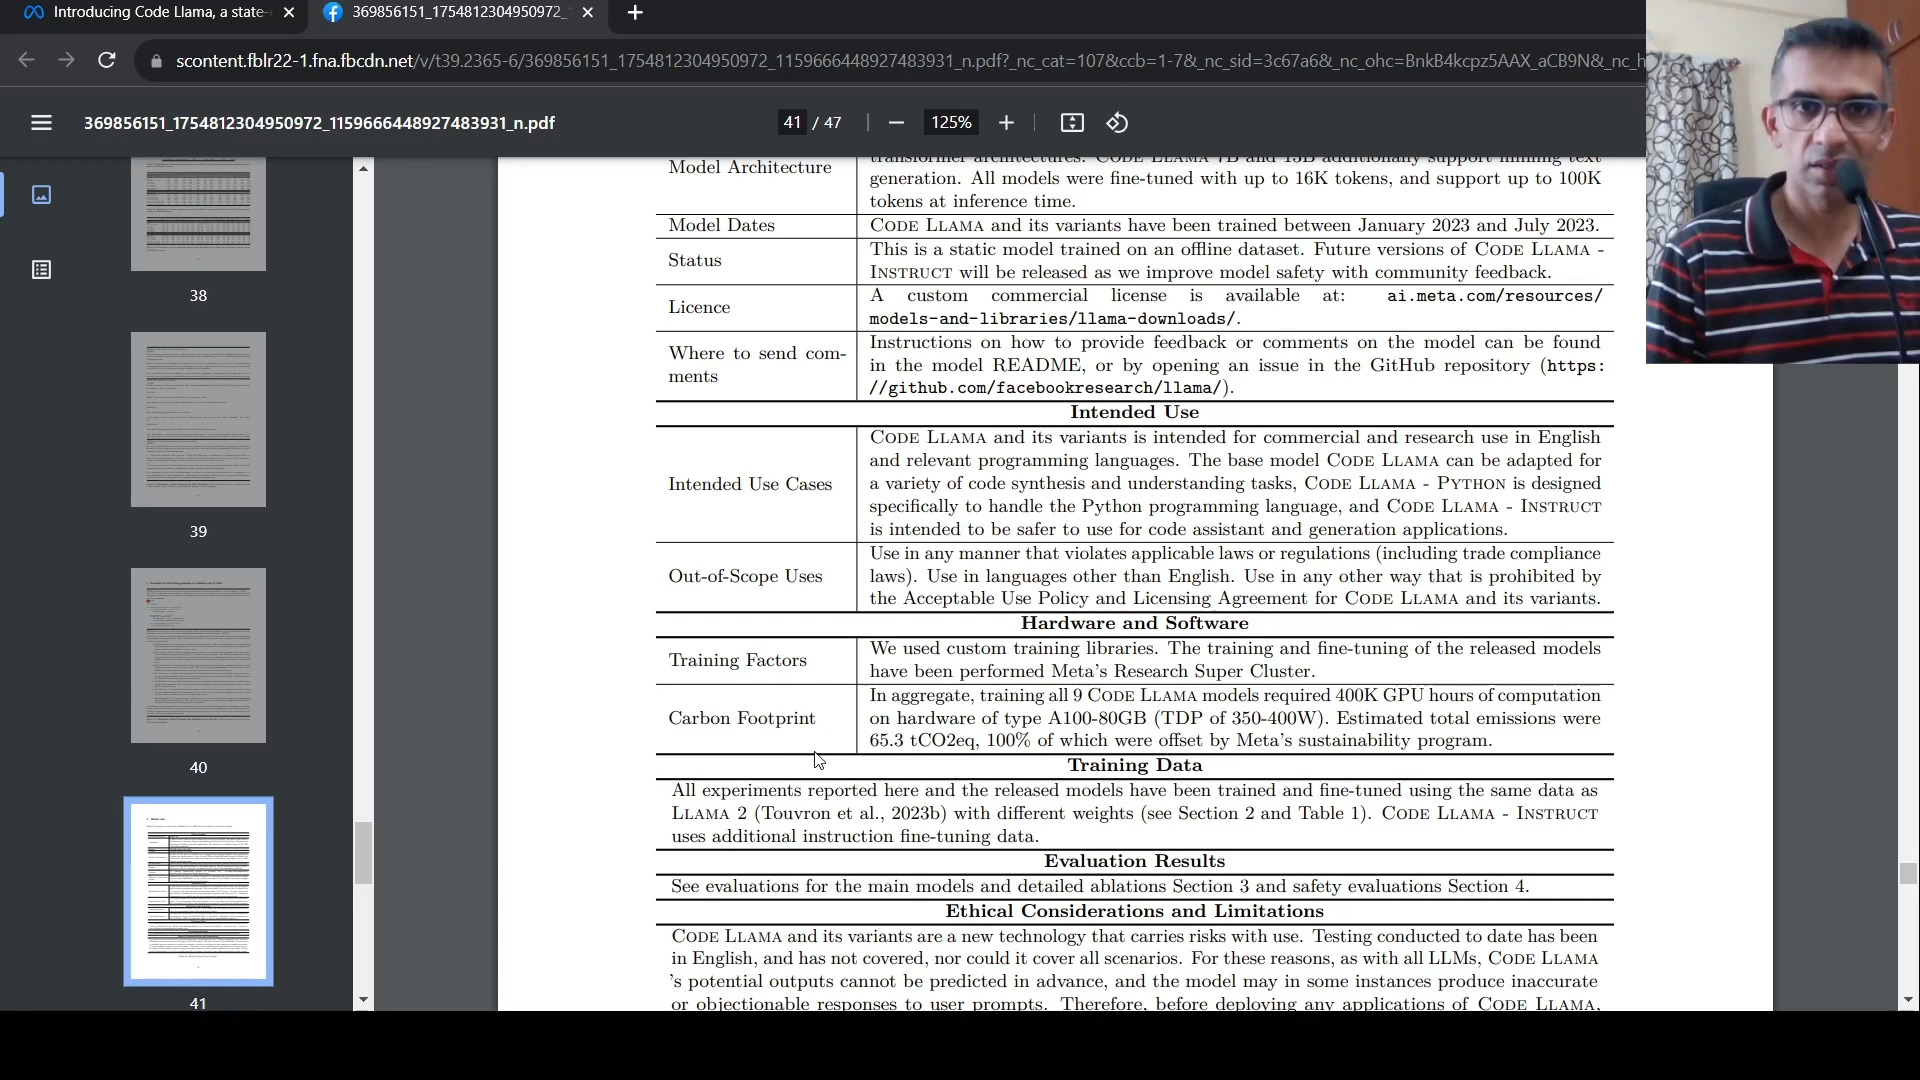 Introducing Code Llama, a state-
369856151_1754812304950972_
scontent.fblr22-1.fna.fbcdn.net/v/t39.2365-6/369856151_1754812304950972_1159666448927483931_n.pdf?_nc_cat=107&ccb=1-7&_nc_sid=3c67a6&_nc_ohc=BnkB4kcpz5AAX_aCB9N&_nc_h
369856151_1754812304950972_1159666448927483931_n.pdf
41 / 47
125%
38
39
40
41
transformer architectures. CODE LLAMA 7B and 13B additionally support infilling text
Model Architecture
generation. All models were fine-tuned with up to 16K tokens, and support up to 100K
tokens at inference time.
Model Dates
CODE LLAMA and its variants have been trained between January 2023 and July 2023.
Status
This is a static model trained on an offline dataset. Future versions of CODE LLAMA -
INSTRUCT will be released as we improve model safety with community feedback.
Licence
A custom commercial license is available at: ai.meta.com/resources/
models-and-libraries/llama-downloads/.
Where to send com-
ments
Instructions on how to provide feedback or comments on the model can be found
in the model README, or by opening an issue in the GitHub repository (https:
//github.com/facebookresearch/llama/).
Intended Use
Intended Use Cases
CODE LLAMA and its variants is intended for commercial and research use in English
and relevant programming languages. The base model CODE LLAMA can be adapted for
a variety of code synthesis and understanding tasks, CODE LLAMA - PYTHON is designed
specifically to handle the Python programming language, and CODE LLAMA - INSTRUCT
is intended to be safer to use for code assistant and generation applications.
Out-of-Scope Uses
Use in any manner that violates applicable laws or regulations (including trade compliance
laws). Use in languages other than English. Use in any other way that is prohibited by
the Acceptable Use Policy and Licensing Agreement for CODE LLAMA and its variants.
Hardware and Software
Training Factors
We used custom training libraries. The training and fine-tuning of the released models
have been performed Meta's Research Super Cluster.
Carbon Footprint
In aggregate, training all 9 CODE LLAMA models required 400K GPU hours of computation
on hardware of type A100-80GB (TDP of 350-400W). Estimated total emissions were
65.3 tCO2eq, 100% of which were offset by Meta's sustainability program.
Training Data
All experiments reported here and the released models have been trained and fine-tuned using the same data as
LLAMA 2 (Touvron et al., 2023b) with different weights (see Section 2 and Table 1). CODE LLAMA - INSTRUCT
uses additional instruction fine-tuning data.
Evaluation Results
See evaluations for the main models and detailed ablations Section 3 and safety evaluations Section 4.
Ethical Considerations and Limitations
CODE LLAMA and its variants are a new technology that carries risks with use. Testing conducted to date has been
in English, and has not covered, nor could it cover all scenarios. For these reasons, as with all LLMs, CODE LLAMA
's potential outputs cannot be predicted in advance, and the model may in some instances produce inaccurate
or objectionable responses to user prompts. Therefore, before deploying any applications of CODE LLAMA,